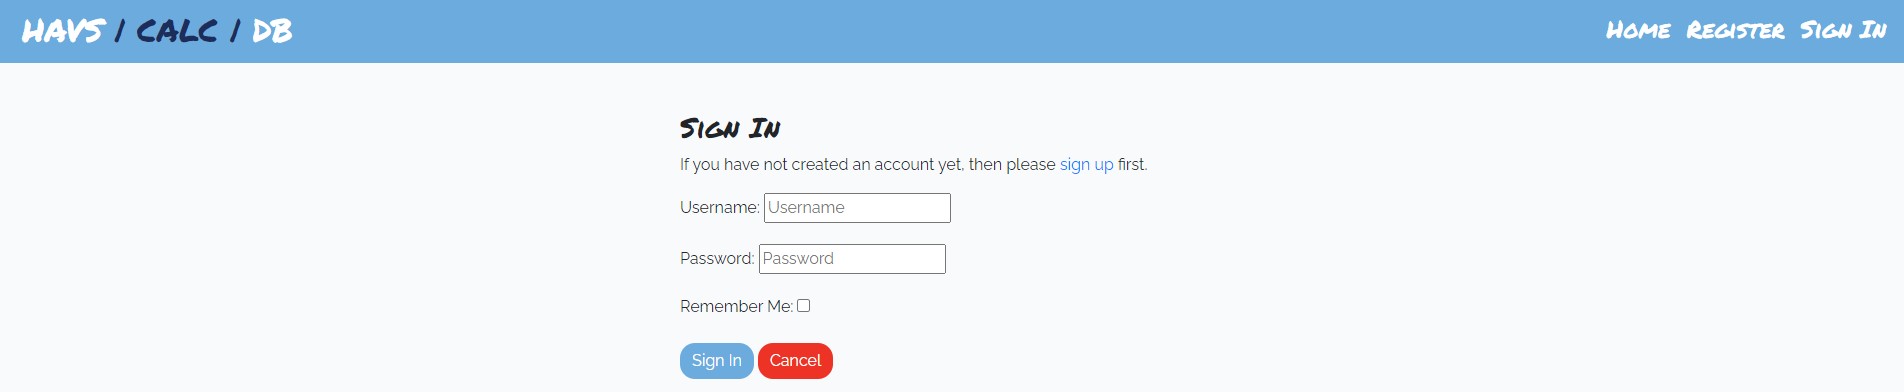 HAVS | CALC | DB
Home Register Sign In
Sign In
If you have not created an account yet, then please sign up first.
Username: Username
Password: Password
Remember Me:
Sign In Cancel